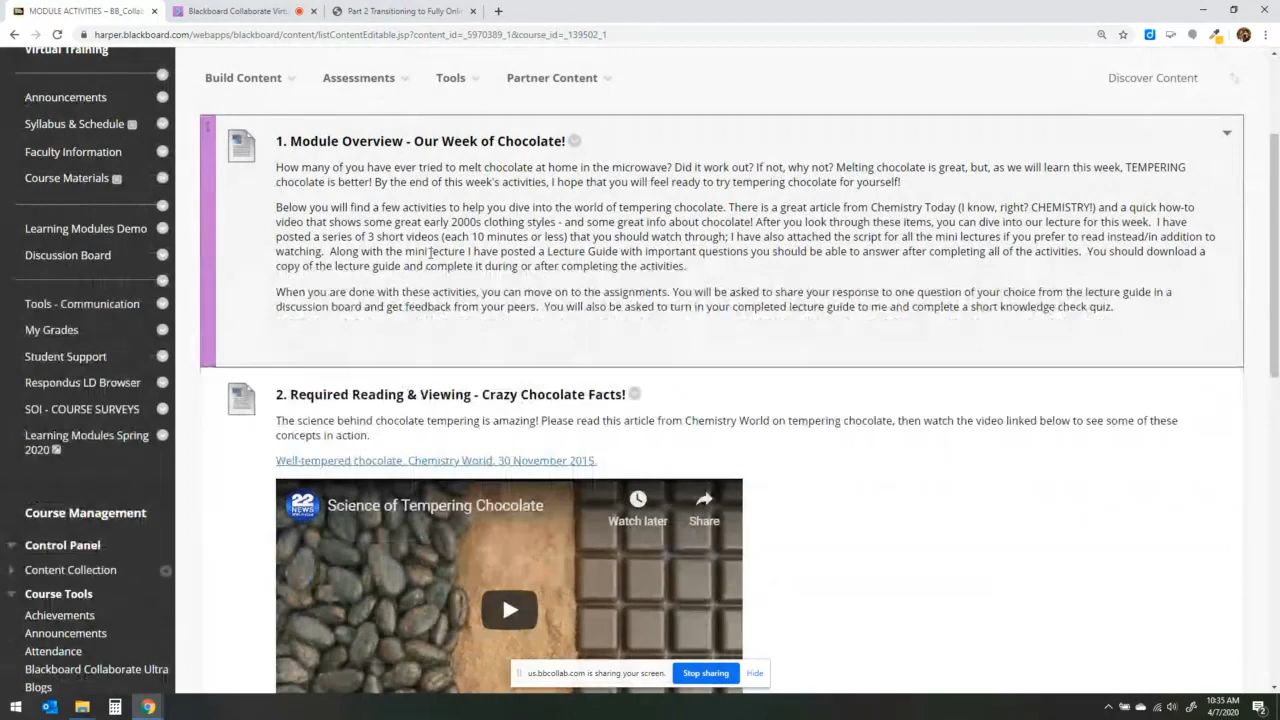 MODULE ACTIVITIES – BB_Colla
Blackboard Collaborate Virtu
Part 2 Transitioning to Fully Onli
harper.blackboard.com/webapps/blackboard/content/listContentEditable.jsp?content_id=_5970389_1&course_id=_139502_1
Virtual Training
Announcements
Syllabus & Schedule
Faculty Information
Course Materials
Learning Modules Demo
Discussion Board
Tools - Communication
My Grades
Student Support
Respondus LD Browser
SOI - COURSE SURVEYS
Learning Modules Spring
2020
Course Management
Control Panel
Content Collection
Course Tools
Achievements
Announcements
Attendance
Blackboard Collaborate Ultra
Blogs
Build Content
Assessments
Tools
Partner Content
Discover Content
1. Module Overview - Our Week of Chocolate!
How many of you have ever tried to melt chocolate at home in the microwave? Did it work out? If not, why not? Melting chocolate is great, but, as we will learn this week, TEMPERING
chocolate is better! By the end of this week's activities, I hope that you will feel ready to try tempering chocolate for yourself!
Below you will find a few activities to help you dive into the world of tempering chocolate. There is a great article from Chemistry Today (I know, right? CHEMISTRY!) and a quick how-to
video that shows some great early 2000s clothing styles - and some great info about chocolate! After you look through these items, you can dive into our lecture for this week. I have
posted a series of 3 short videos (each 10 minutes or less) that you should watch through; I have also attached the script for all the mini lectures if you prefer to read instead/in addition to
watching. Along with the mini lecture I have posted a Lecture Guide with important questions you should be able to answer after completing all of the activities. You should download a
copy of the lecture guide and complete it during or after completing the activities.
When you are done with these activities, you can move on to the assignments. You will be asked to share your response to one question of your choice from the lecture guide in a
discussion board and get feedback from your peers. You will also be asked to turn in your completed lecture guide to me and complete a short knowledge check quiz.
2. Required Reading & Viewing - Crazy Chocolate Facts!
The science behind chocolate tempering is amazing! Please read this article from Chemistry World on tempering chocolate, then watch the video linked below to see some of these
concepts in action.
Well-tempered chocolate. Chemistry World. 30 November 2015.
22
NEWS
Science of Tempering Chocolate
Watch later
Share
us.bbcollab.com is sharing your screen.
Stop sharing
Hide
10:35 AM
4/7/2020
2